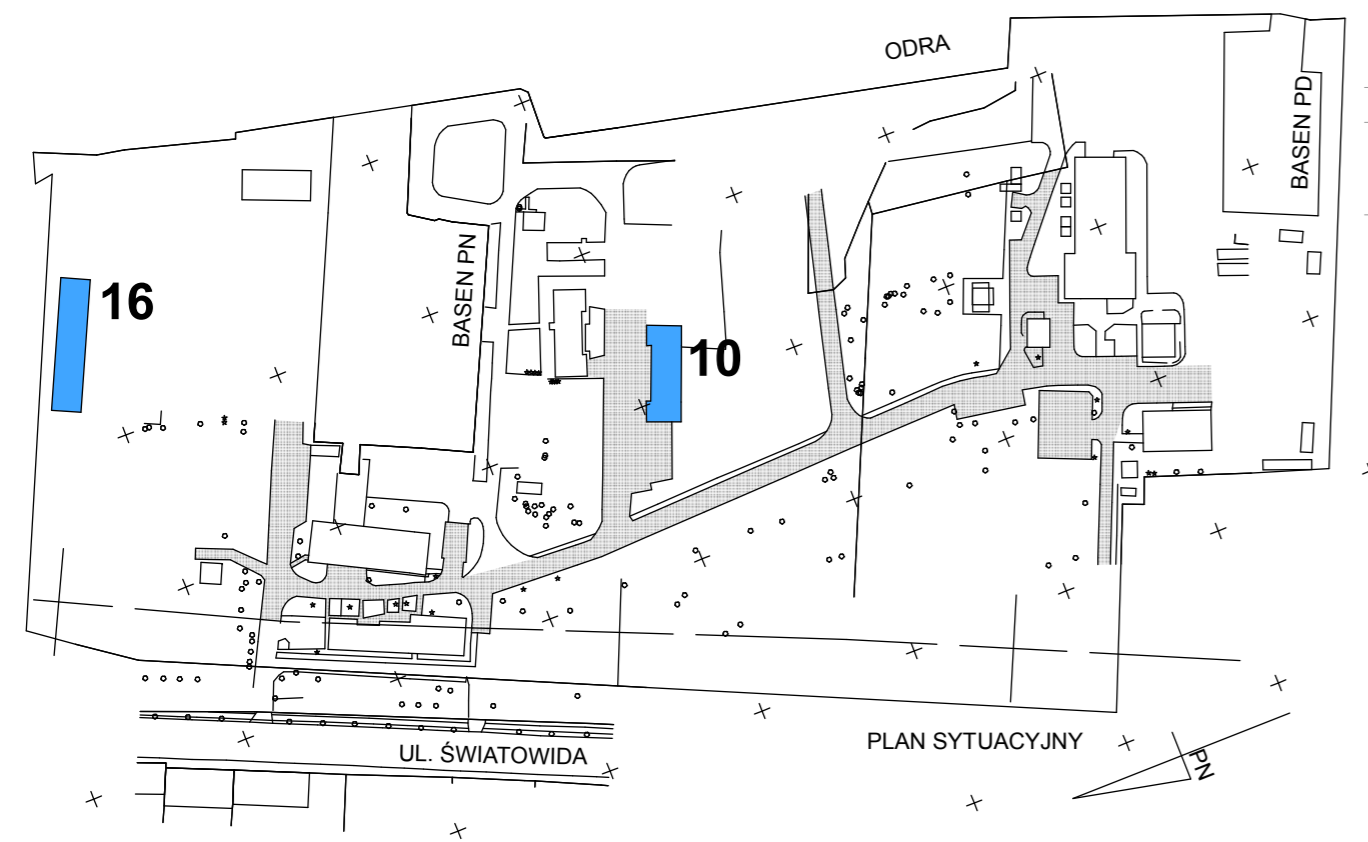 ODRA
BASEN PD
BASEN PN
16
10
UL. ŚWIATOWIDA
PLAN SYTUACYJNY
PN